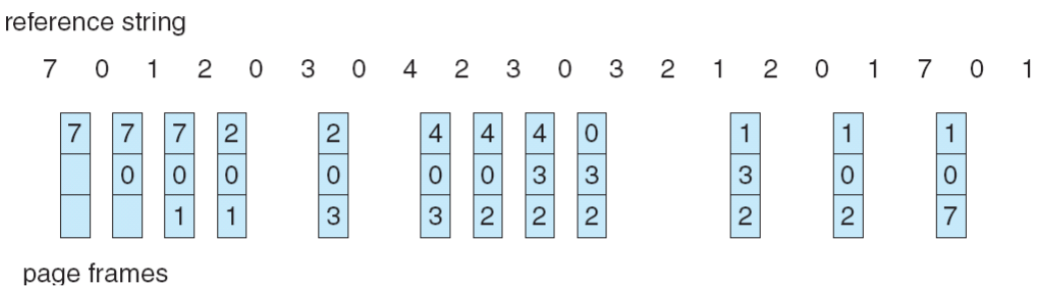 reference string
7 0 1 2 0 3 0 4 2 3 0 3 2 1 2 0 1 7 0 1
7 7 7 2 2 4 4 4 0 1 1 1
0 0 0 0 0 0 3 3 3 0 0
1 1 3 3 2 2 2 2 2 7
page frames